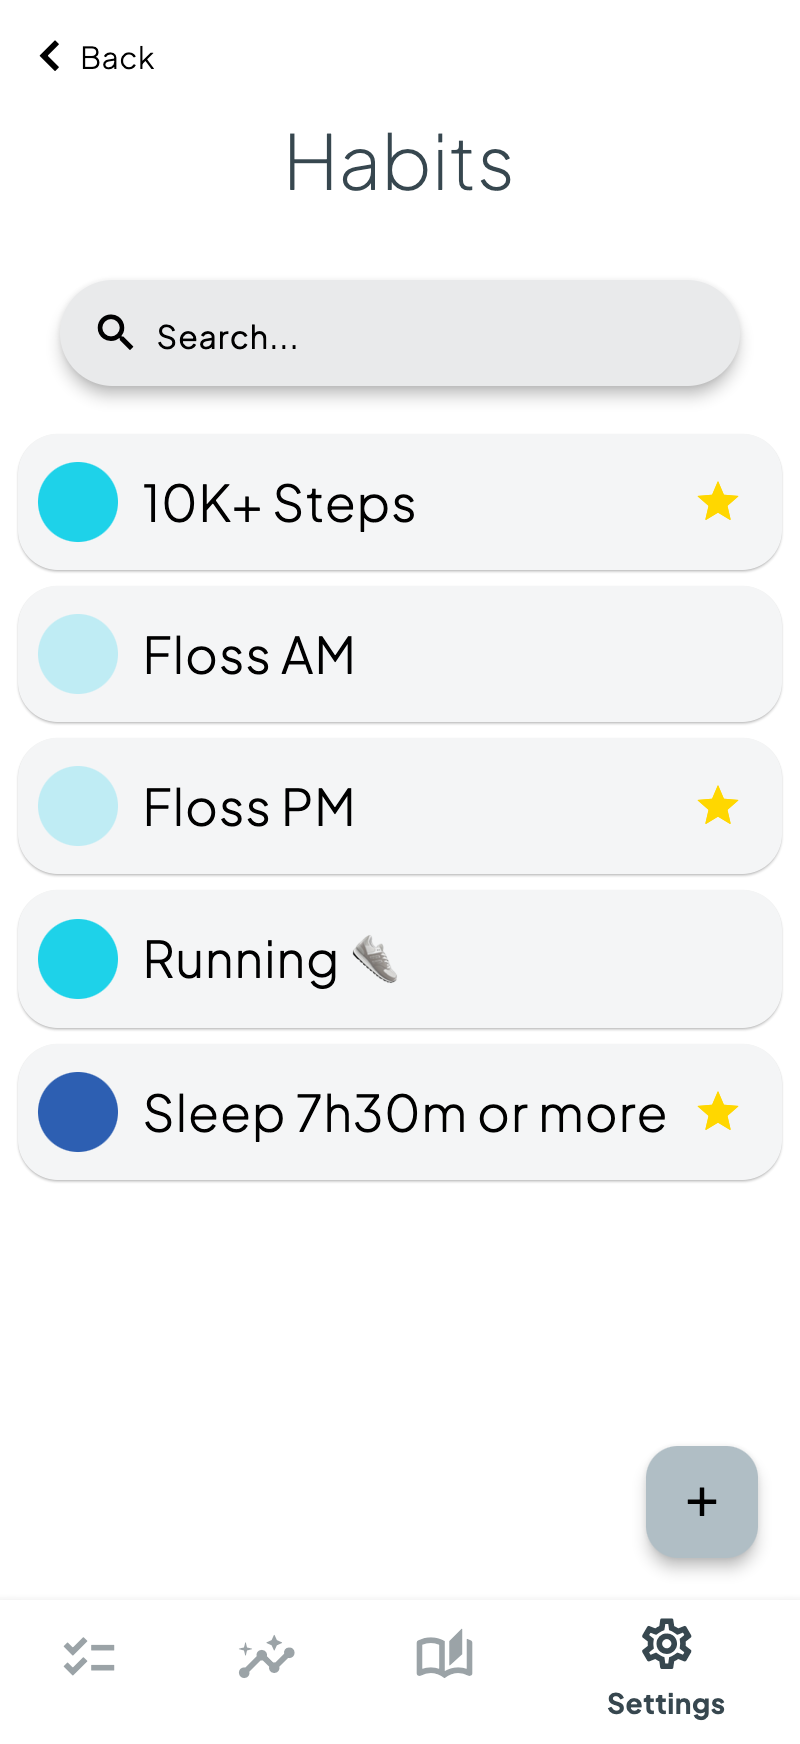 Back
Habits
Search...
10K+ Steps
Floss AM
Floss PM
Running 👟
Sleep 7h30m or more
+
Settings